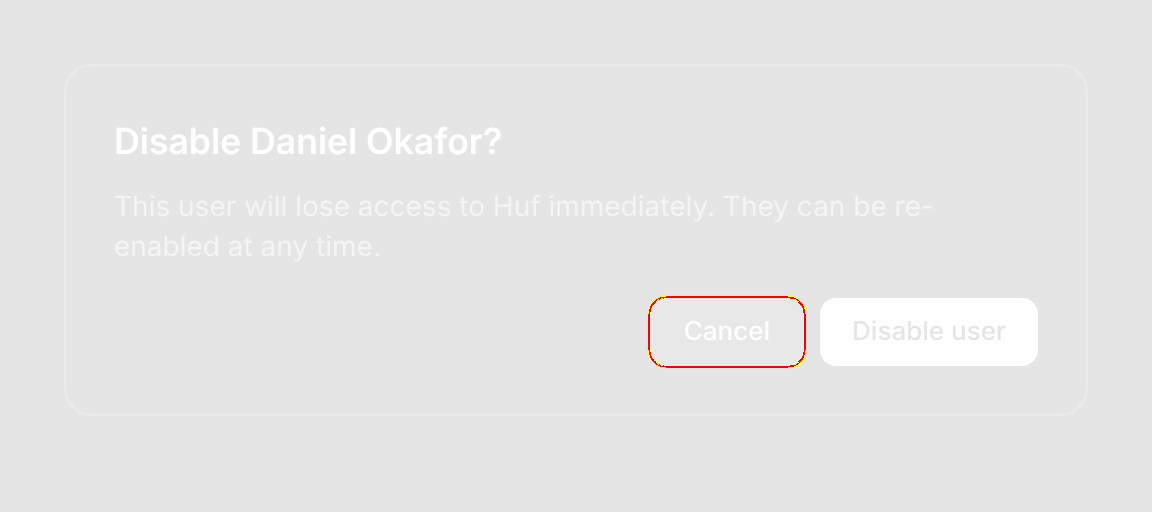 Disable Daniel Okafor?
This user will lose access to Huf immediately. They can be re-
enabled at any time.
Cancel
Disable user